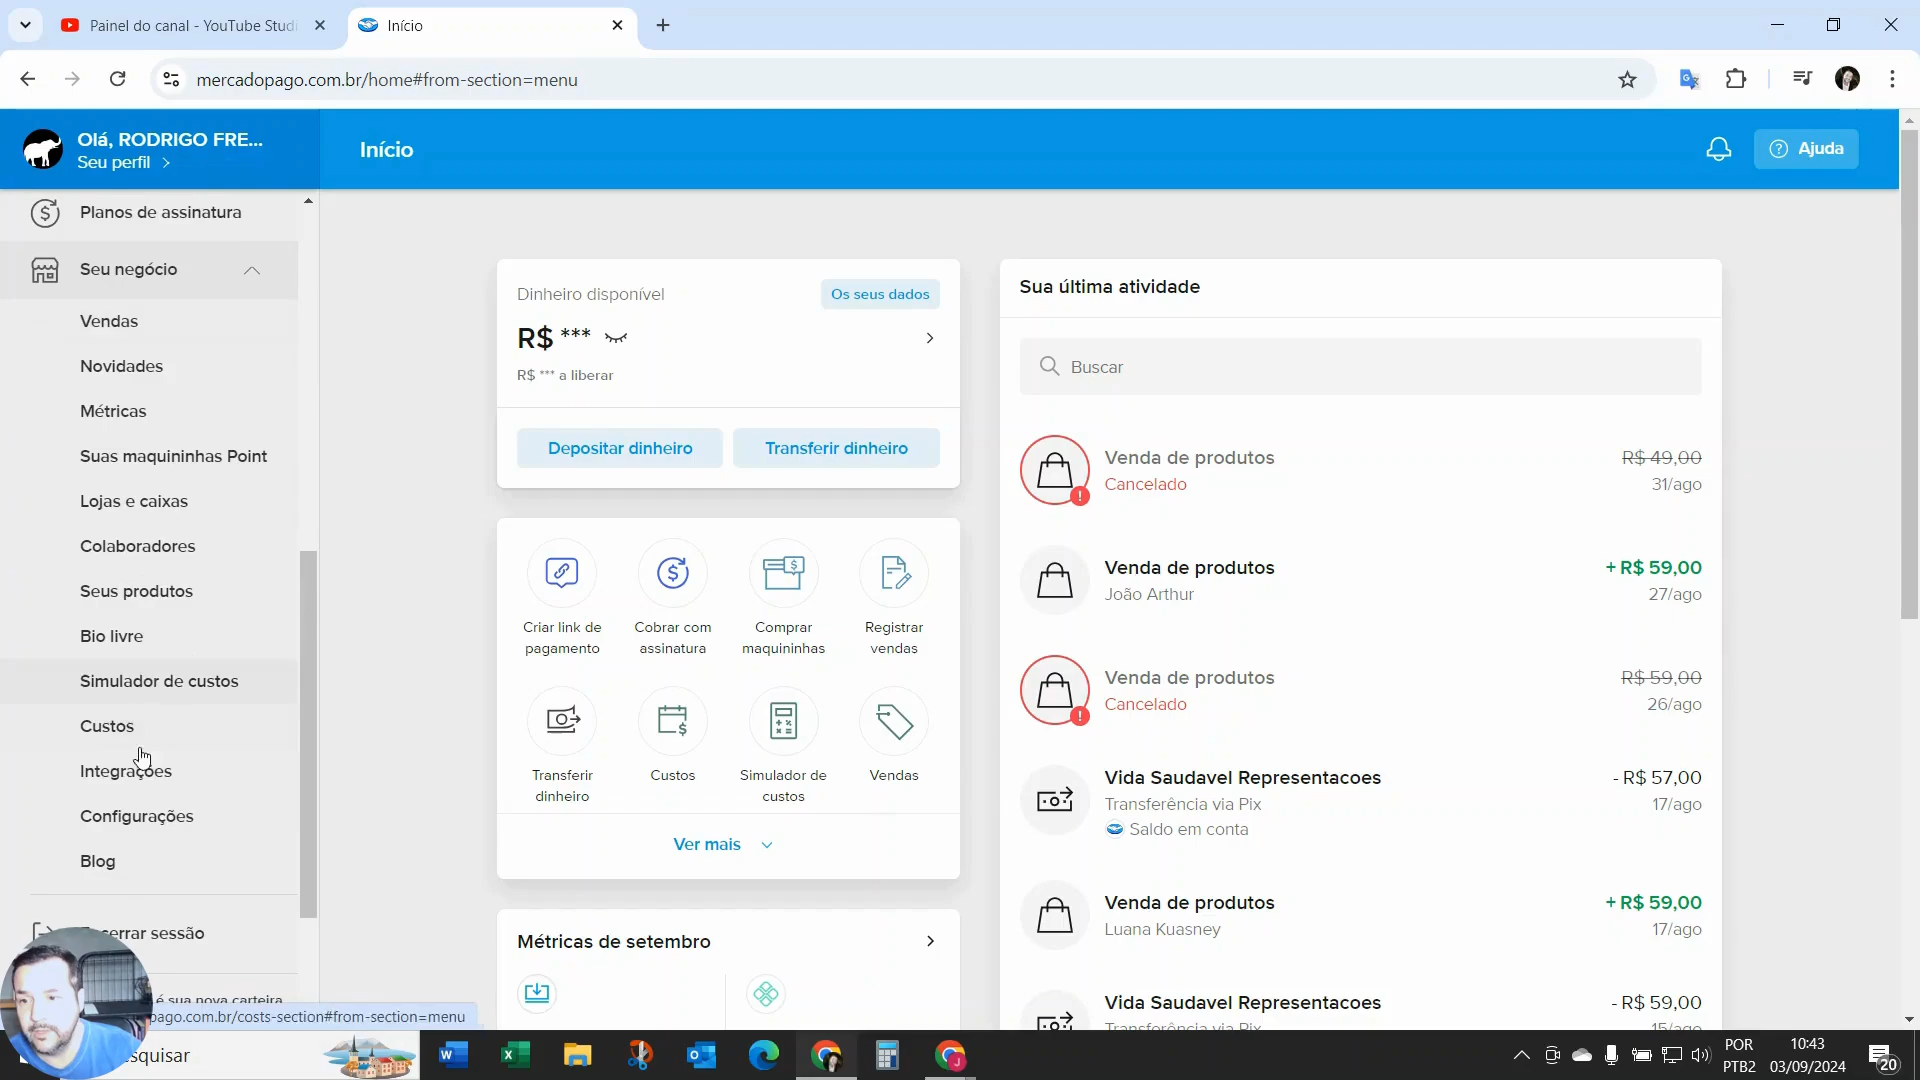 Painel do canal - YouTube Studi
Início
mercadopago.com.br/home#from-section=menu
Olá, RODRIGO FRE...
Seu perfil
Início
Ajuda
Planos de assinatura
Seu negócio
Vendas
Novidades
Métricas
Suas maquininhas Point
Lojas e caixas
Colaboradores
Seus produtos
Bio livre
Simulador de custos
Custos
Integrações
Configurações
Blog
errar sessão
é sua nova carteira
pago.com.br/costs-section#from-section=menu
Dinheiro disponível
Os seus dados
R$ ***
R$ *** a liberar
Depositar dinheiro
Transferir dinheiro
Criar link de
pagamento
Cobrar com
assinatura
Comprar
maquininhas
Registrar
vendas
Transferir
dinheiro
Custos
Simulador de
custos
Vendas
Ver mais
Métricas de setembro
Sua última atividade
Buscar
Venda de produtos
R$ 49,00
Cancelado
31/ago
Venda de produtos
+ R$ 59,00
João Arthur
27/ago
Venda de produtos
R$ 59,00
Cancelado
26/ago
Vida Saudavel Representacoes
- R$ 57,00
Transferência via Pix
17/ago
Saldo em conta
Venda de produtos
+ R$ 59,00
Luana Kuasney
17/ago
Vida Saudavel Representacoes
- R$ 59,00
Transferência via Pix
15/ago
squisar
POR
PTB2
10:43
03/09/2024
20